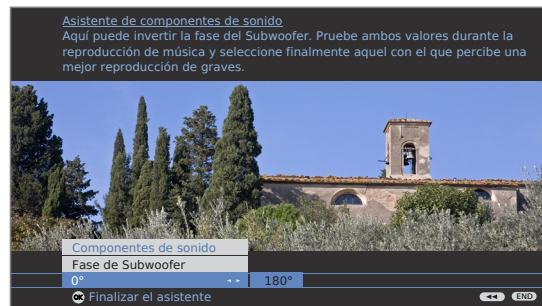 Asistente de componentes de sonido
Aquí puede invertir la fase del Subwoofer. Pruebe ambos valores durante la
reproducción de música y seleccione finalmente aquel con el que percibe una
mejor reproducción de graves.
Componentes de sonido
Fase de Subwoofer
0° 180°
OK Finalizar el asistente END